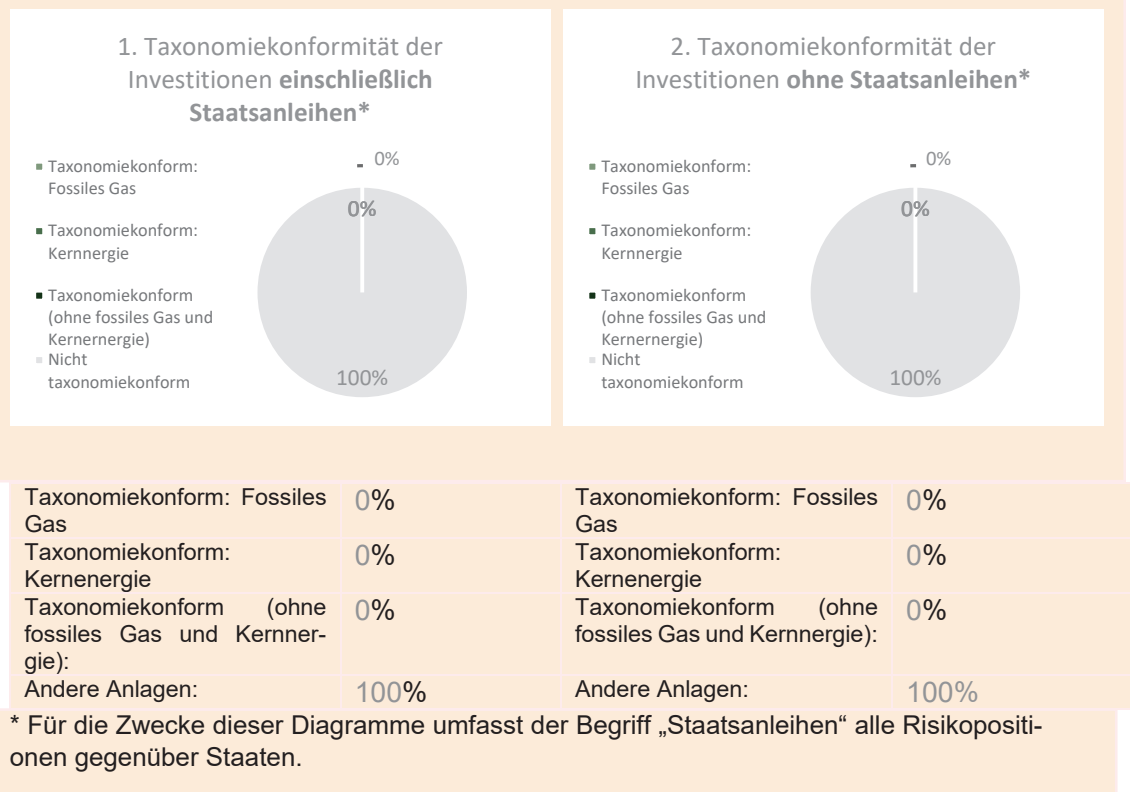 1. Taxonomiekonformität der
Investitionen einschließlich
Staatsanleihen*
Taxonomiekonform:
Fossiles Gas
Taxonomiekonform:
Kernnergie
Taxonomiekonform
(ohne fossiles Gas und
Kernernergie)
Nicht
taxonomiekonform
0%
0%
100%
2. Taxonomiekonformität der
Investitionen ohne Staatsanleihen*
Taxonomiekonform:
Fossiles Gas
Taxonomiekonform:
Kernnergie
Taxonomiekonform
(ohne fossiles Gas und
Kernernergie)
Nicht
taxonomiekonform
0%
0%
100%
Taxonomiekonform: Fossiles
Gas
0%
Taxonomiekonform: Fossiles
Gas
0%
Taxonomiekonform:
Kernenergie
0%
Taxonomiekonform:
Kernenergie
0%
Taxonomiekonform (ohne
fossiles Gas und Kernner-
gie):
0%
Taxonomiekonform (ohne
fossiles Gas und Kernnergie):
0%
Andere Anlagen:
100%
Andere Anlagen:
100%
* Für die Zwecke dieser Diagramme umfasst der Begriff „Staatsanleihen“ alle Risikopositi-
onen gegenüber Staaten.